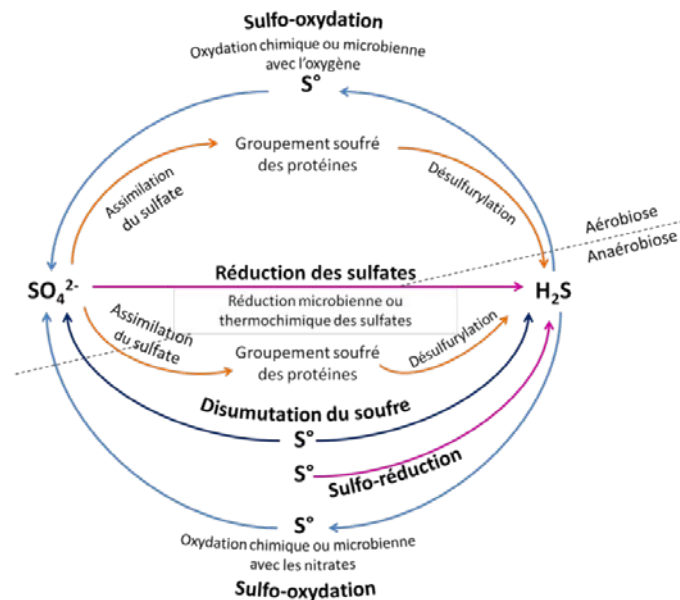 Sulfo-oxydation
Oxydation chimique ou microbienne
avec l'oxygène
S°
Groupement soufré
des protéines
Assimilation
du sulfate
Désulfurylation
Aérobiose
Anaérobiose
SO₄²⁻
Réduction des sulfates
H₂S
Réduction microbienne ou
thermochimique des sulfates
Assimilation
du sulfate
Groupement soufré
des protéines
Désulfurylation
Disumutation du soufre
S°
S°
Sulfo-réduction
S°
Oxydation chimique ou microbienne
avec les nitrates
Sulfo-oxydation